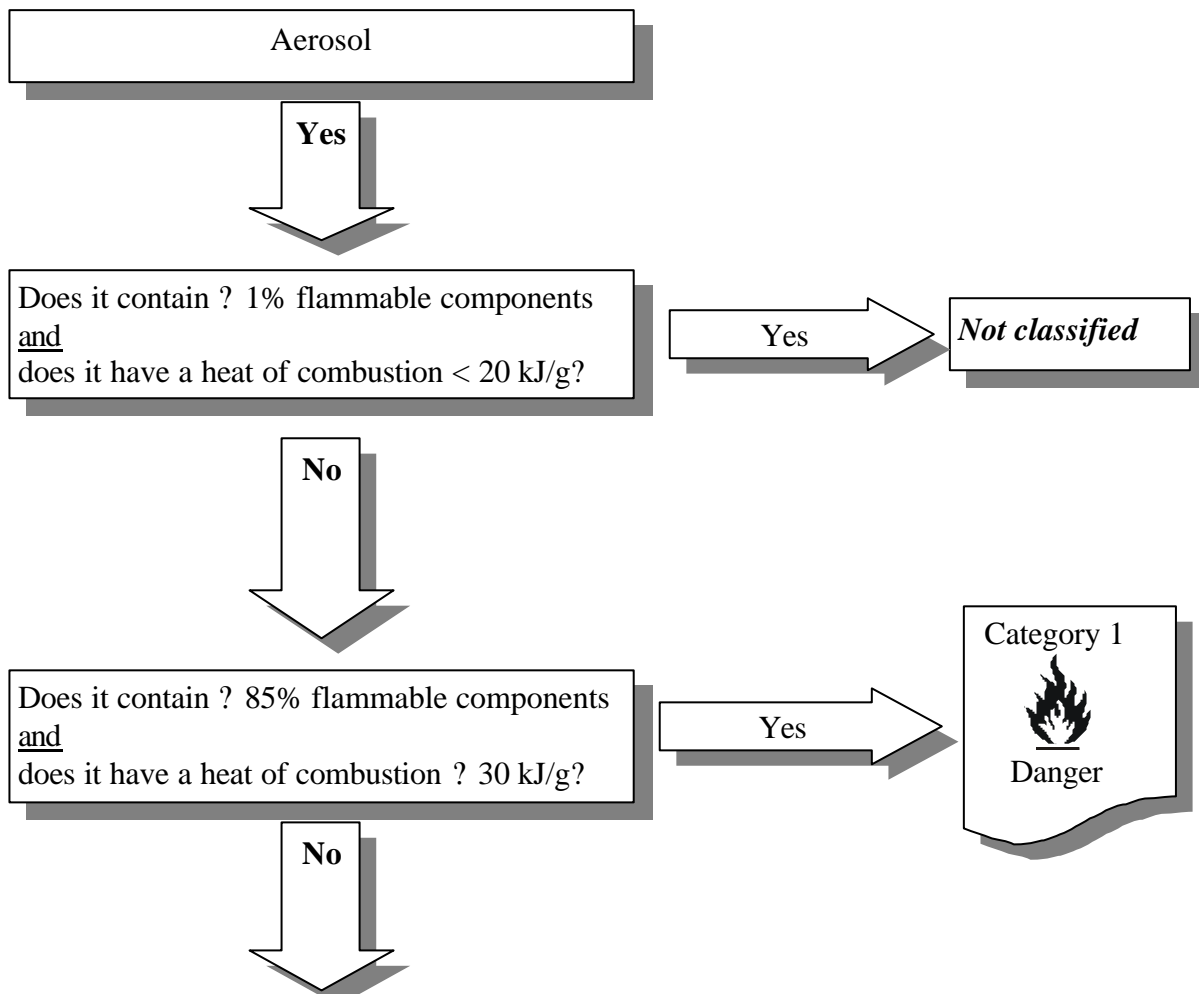 Aerosol
Yes
Does it contain ? 1% flammable components
and
does it have a heat of combustion < 20 kJ/g?
Yes
Not classified
No
Does it contain ? 85% flammable components
and
does it have a heat of combustion ? 30 kJ/g?
Yes
Category 1
Danger
No